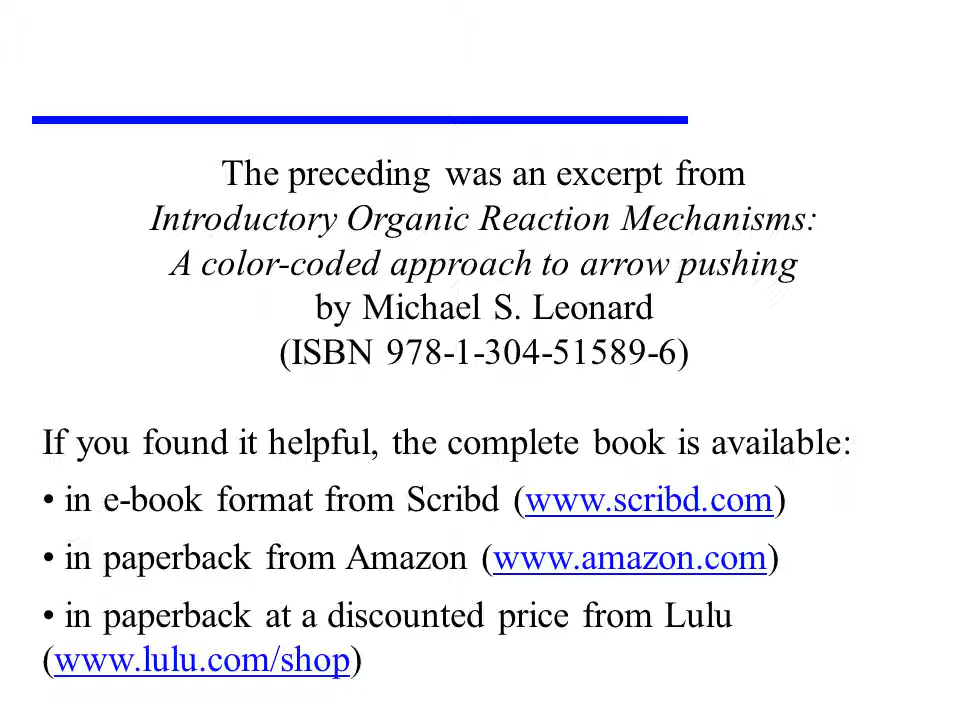 The preceding was an excerpt from
Introductory Organic Reaction Mechanisms:
A color-coded approach to arrow pushing
by Michael S. Leonard
(ISBN 978-1-304-51589-6)
If you found it helpful, the complete book is available:
• in e-book format from Scribd (www.scribd.com)
• in paperback from Amazon (www.amazon.com)
• in paperback at a discounted price from Lulu
(www.lulu.com/shop)